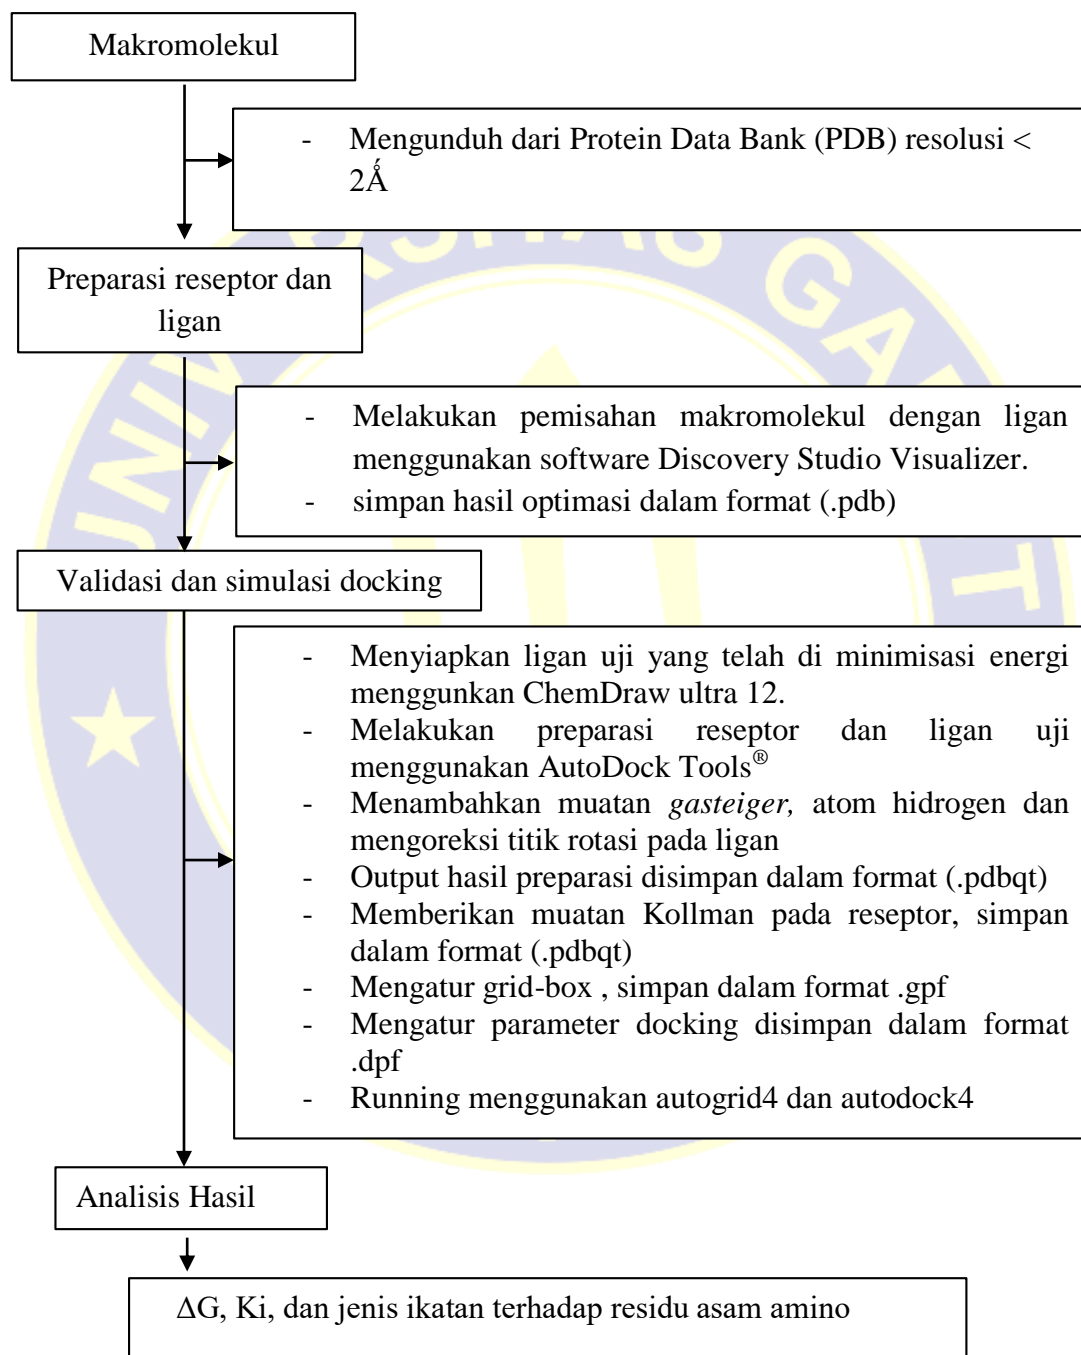 Makromolekul
- Mengunduh dari Protein Data Bank (PDB) resolusi <
2Ǻ
UNIVERSITAS GARUT
Preparasi reseptor dan
ligan
- Melakukan pemisahan makromolekul dengan ligan
menggunakan software Discovery Studio Visualizer.
- simpan hasil optimasi dalam format (.pdb)
Validasi dan simulasi docking
- Menyiapkan ligan uji yang telah di minimisasi energi
menggunkan ChemDraw ultra 12.
- Melakukan preparasi reseptor dan ligan uji
menggunakan AutoDock Tools®
- Menambahkan muatan gasteiger, atom hidrogen dan
mengoreksi titik rotasi pada ligan
- Output hasil preparasi disimpan dalam format (.pdbqt)
- Memberikan muatan Kollman pada reseptor, simpan
dalam format (.pdbqt)
- Mengatur grid-box , simpan dalam format .gpf
- Mengatur parameter docking disimpan dalam format
.dpf
- Running menggunakan autogrid4 dan autodock4
Analisis Hasil
ΔG, Ki, dan jenis ikatan terhadap residu asam amino